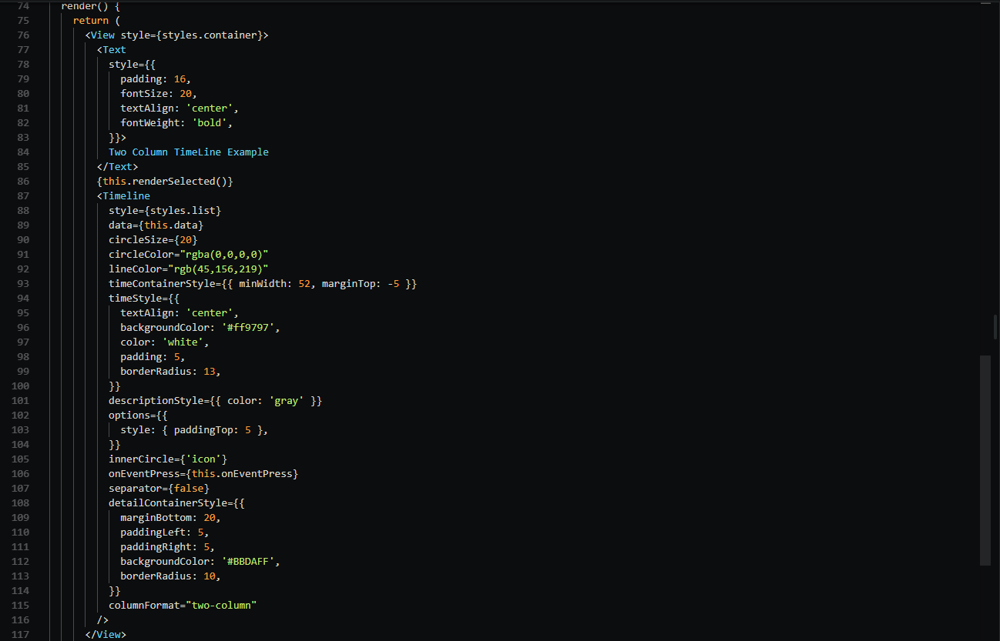 74 render() {
75 return (
76 <View style={styles.container}>
77 <Text
78 style={{
79 padding: 16,
80 fontSize: 20,
81 textAlign: 'center',
82 fontWeight: 'bold',
83 }}>
84 Two Column TimeLine Example
85 </Text>
86 {this.renderSelected()}
87 <Timeline
88 style={styles.list}
89 data={this.data}
90 circleSize={20}
91 circleColor="rgba(0,0,0,0)"
92 lineColor="rgb(45,156,219)"
93 timeContainerStyle={{ minWidth: 52, marginTop: -5 }}
94 timeStyle={{
95 textAlign: 'center',
96 backgroundColor: '#ff9797',
97 color: 'white',
98 padding: 5,
99 borderRadius: 13,
100 }}
101 descriptionStyle={{ color: 'gray' }}
102 options={{
103 style: { paddingTop: 5 },
104 }}
105 innerCircle={'icon'}
106 onEventPress={this.onEventPress}
107 separator={false}
108 detailContainerStyle={{
109 marginBottom: 20,
110 paddingLeft: 5,
111 paddingRight: 5,
112 backgroundColor: '#BBDAFF',
113 borderRadius: 10,
114 }}
115 columnFormat="two-column"
116 />
117 </View>